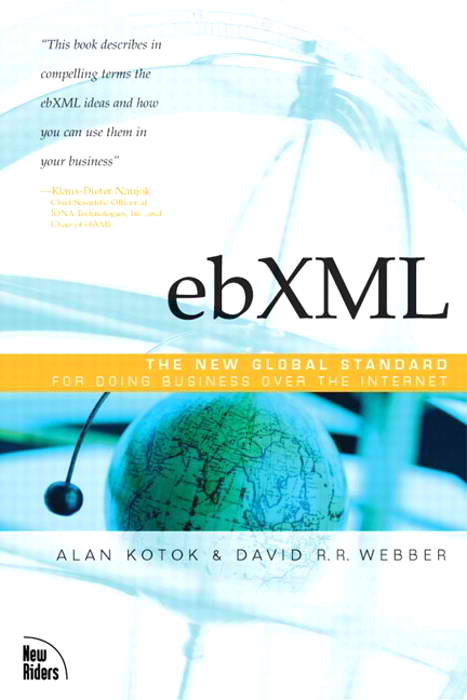 "This book describes in
compelling terms the
ebXML ideas and how
you can use them in
your business"
—Klaus-Dieter Naujok
Chief Scientific Officer at
IONA Technologies, Inc. and
Chair of ebXML
ebXML
THE NEW GLOBAL STANDARD
FOR DOING BUSINESS OVER THE INTERNET
ALAN KOTOK & DAVID R.R. WEBBER
New
Riders